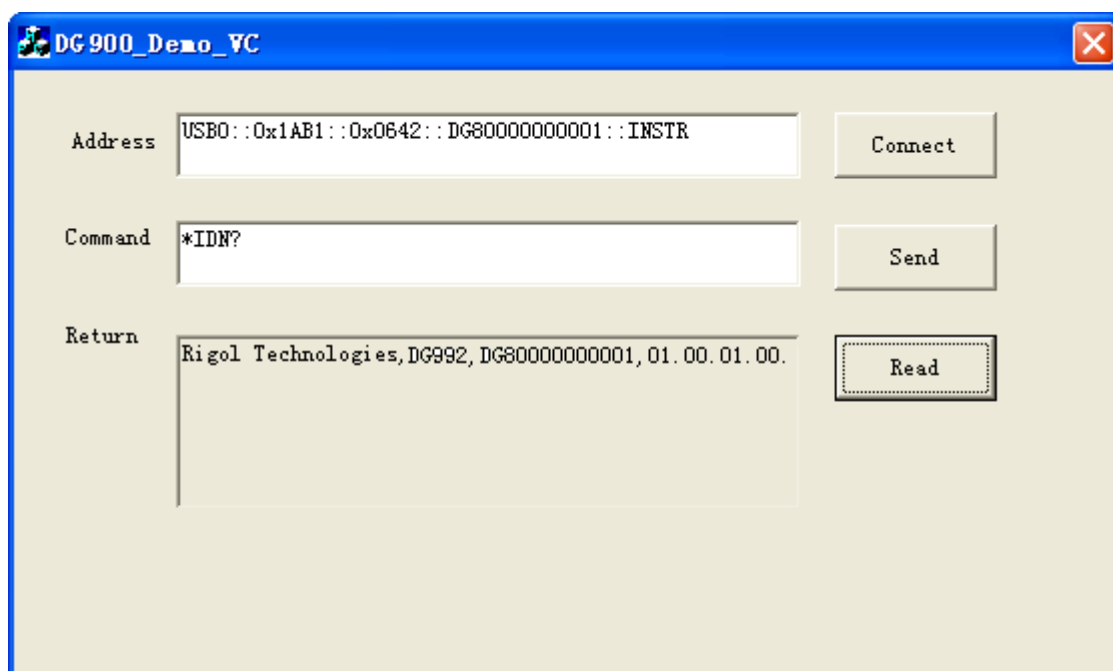 DG900_Demo_VC
Address
USB0::0x1AB1::0x0642::DG80000000001::INSTR
Connect
Command
*IDN?
Send
Return
Rigol Technologies,DG992,DG80000000001,01.00.01.00.
Read